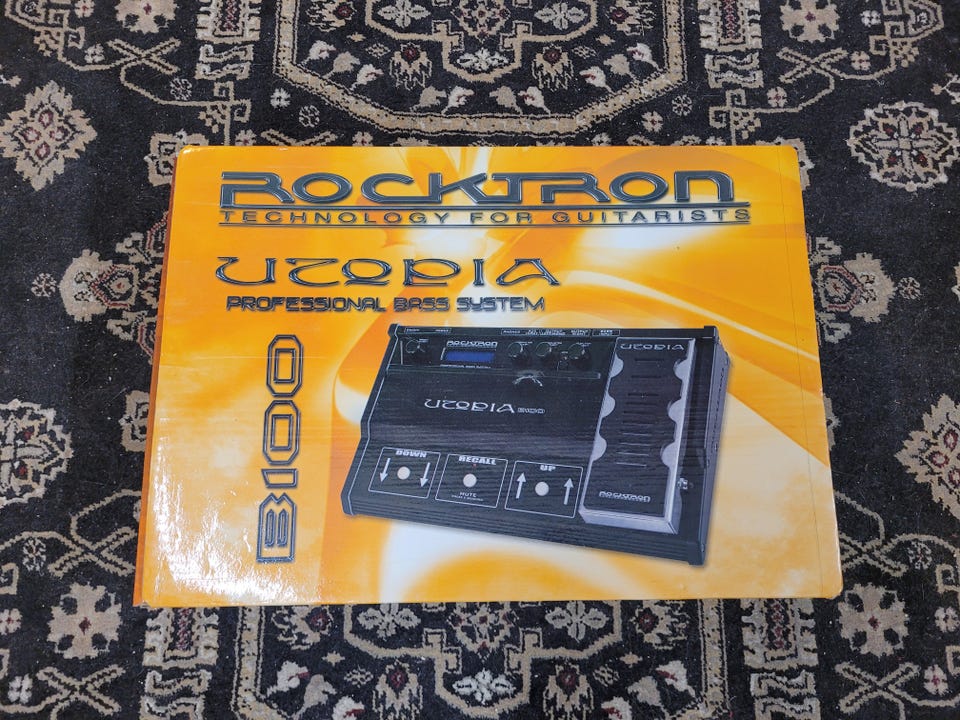 ROCKTRON
TECHNOLOGY FOR GUITARISTS
UTOPIA
PROFESSIONAL BASS SYSTEM
B100
ROCKTRON
UTOPIA
UTOPIA B100
DOWN
RECALL
MUTE
UP
ROCKTRON